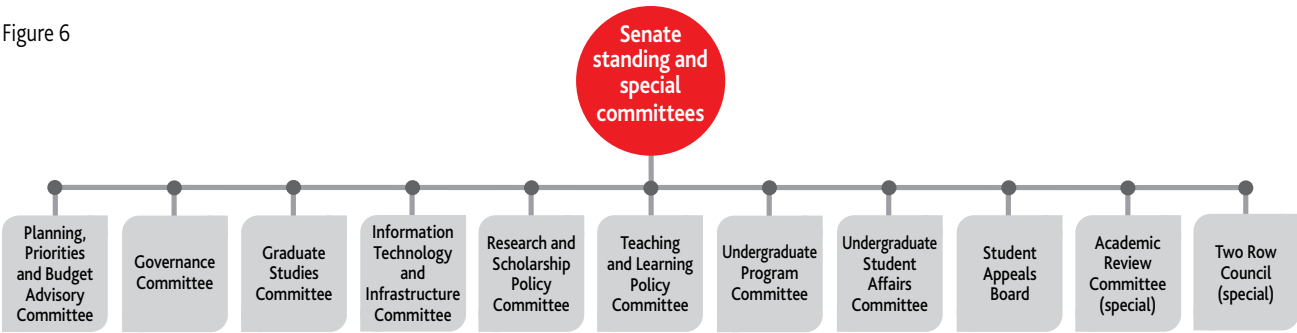 Figure 6
Senate
standing and
special
committees
Planning,
Priorities
and Budget
Advisory
Committee
Governance
Committee
Graduate
Studies
Committee
Information
Technology
and
Infrastructure
Committee
Research and
Scholarship
Policy
Committee
Teaching
and Learning
Policy
Committee
Undergraduate
Program
Committee
Undergraduate
Student
Affairs
Committee
Student
Appeals
Board
Academic
Review
Committee
(special)
Two Row
Council
(special)